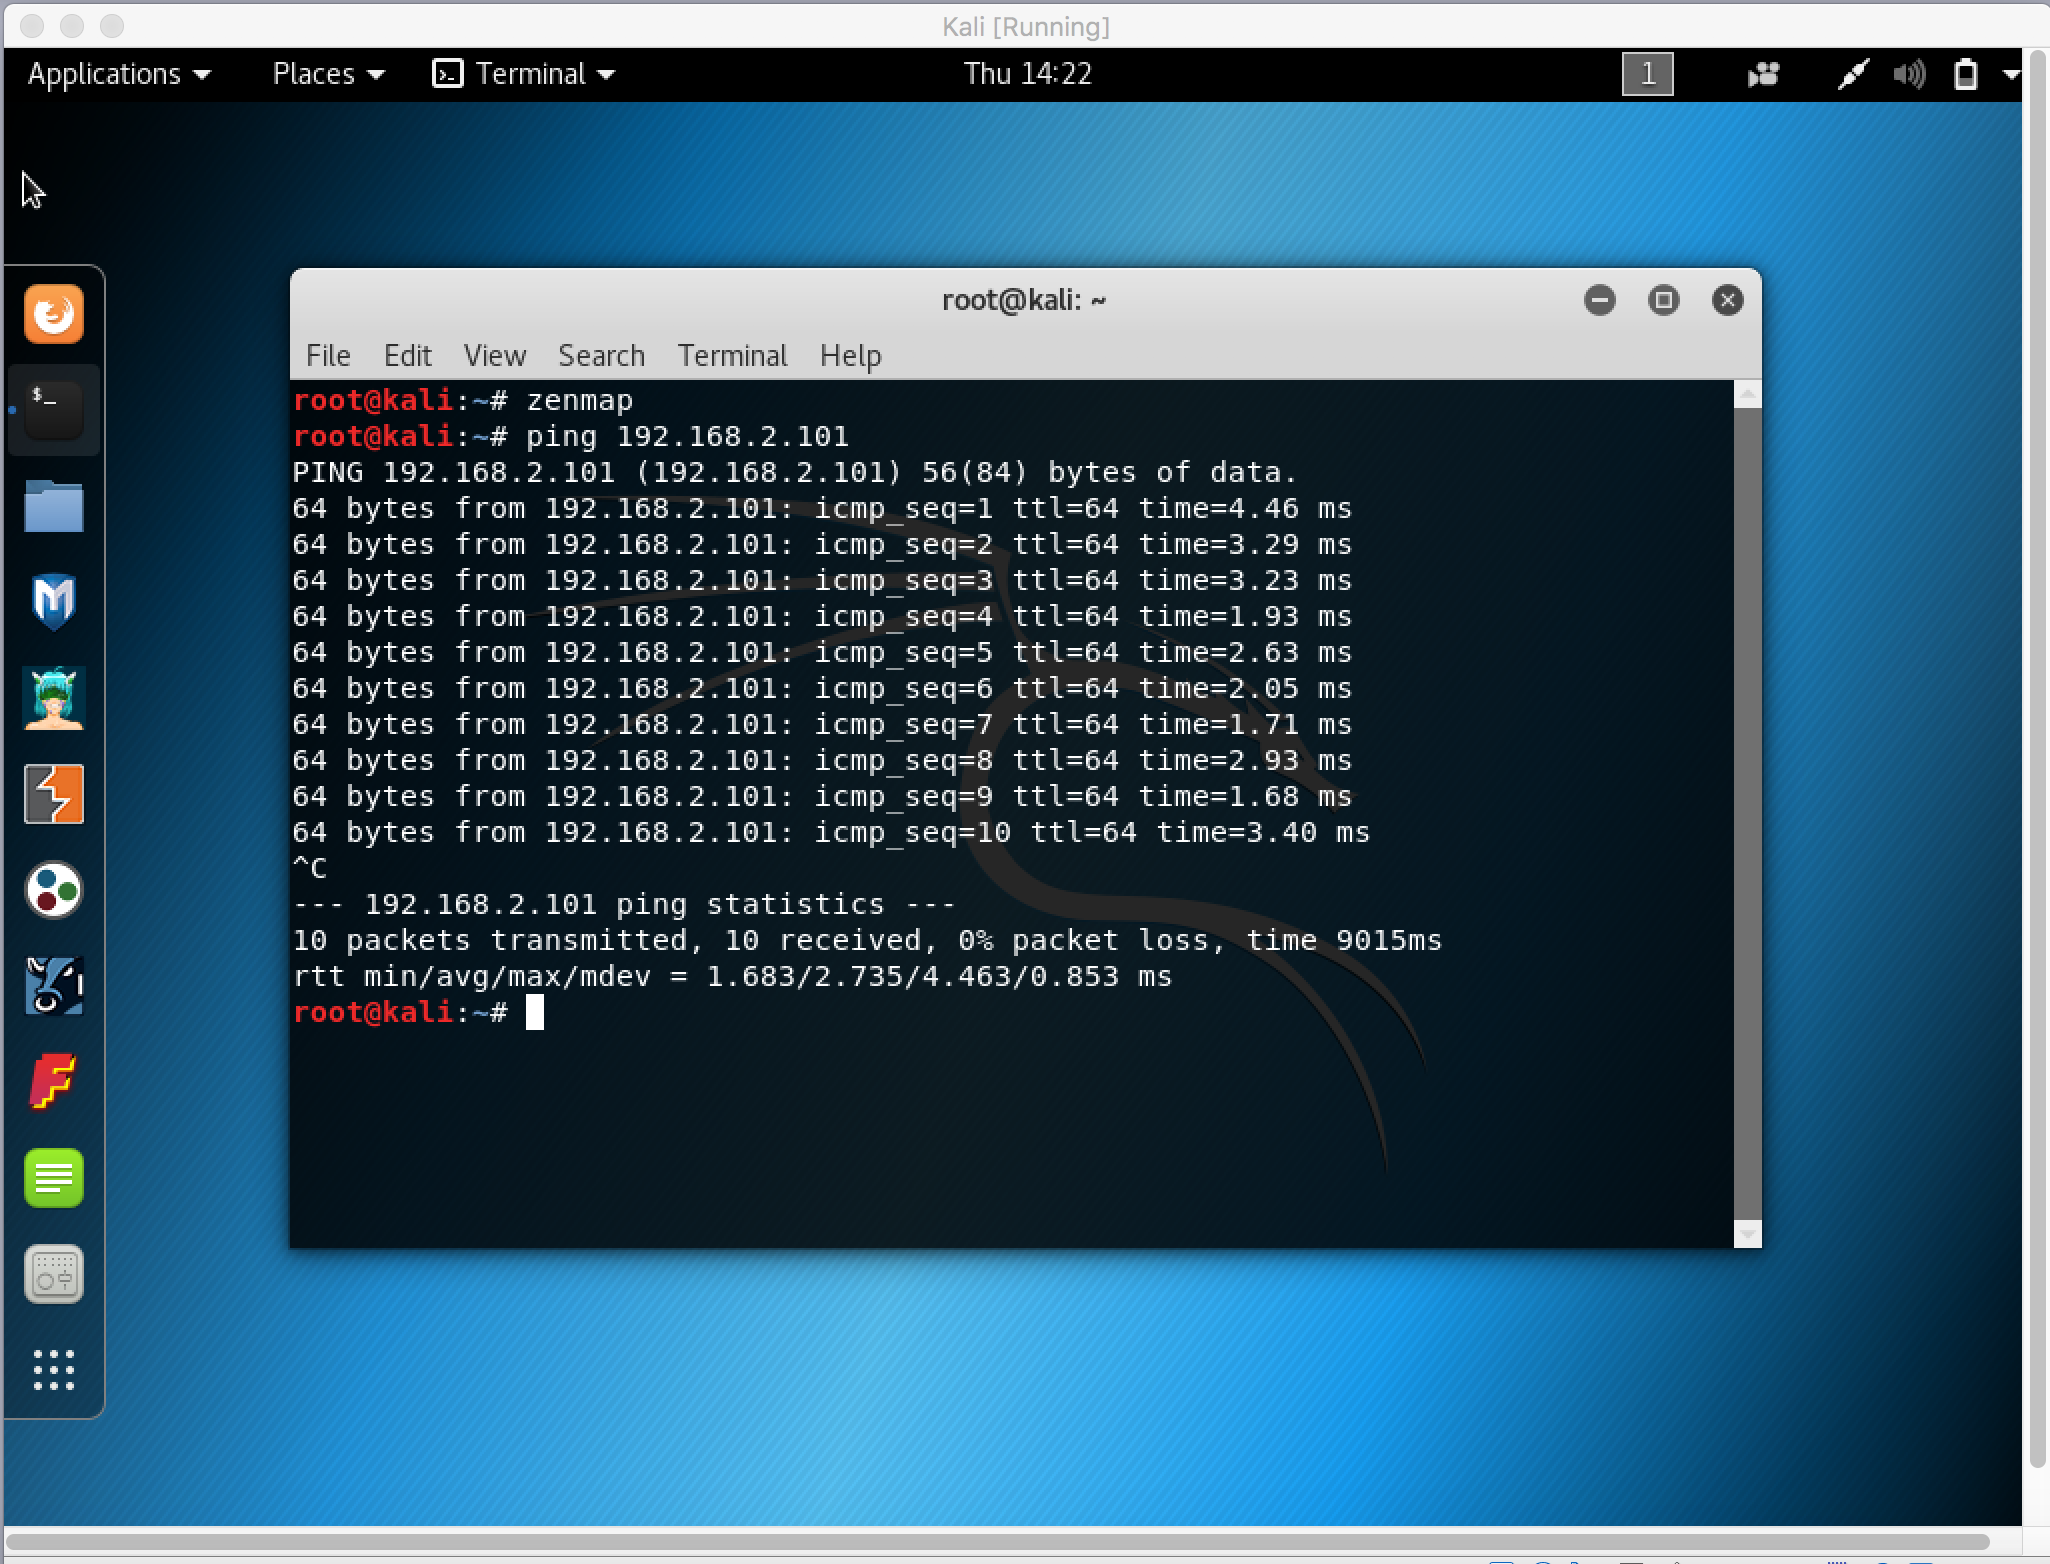 Kali [Running]
Applications Places Terminal Thu 14:22 1
root@kali: ~
File Edit View Search Terminal Help
root@kali:~# zenmap
root@kali:~# ping 192.168.2.101
PING 192.168.2.101 (192.168.2.101) 56(84) bytes of data.
64 bytes from 192.168.2.101: icmp_seq=1 ttl=64 time=4.46 ms
64 bytes from 192.168.2.101: icmp_seq=2 ttl=64 time=3.29 ms
64 bytes from 192.168.2.101: icmp_seq=3 ttl=64 time=3.23 ms
64 bytes from 192.168.2.101: icmp_seq=4 ttl=64 time=1.93 ms
64 bytes from 192.168.2.101: icmp_seq=5 ttl=64 time=2.63 ms
64 bytes from 192.168.2.101: icmp_seq=6 ttl=64 time=2.05 ms
64 bytes from 192.168.2.101: icmp_seq=7 ttl=64 time=1.71 ms
64 bytes from 192.168.2.101: icmp_seq=8 ttl=64 time=2.93 ms
64 bytes from 192.168.2.101: icmp_seq=9 ttl=64 time=1.68 ms
64 bytes from 192.168.2.101: icmp_seq=10 ttl=64 time=3.40 ms
^C
--- 192.168.2.101 ping statistics ---
10 packets transmitted, 10 received, 0% packet loss, time 9015ms
rtt min/avg/max/mdev = 1.683/2.735/4.463/0.853 ms
root@kali:~#